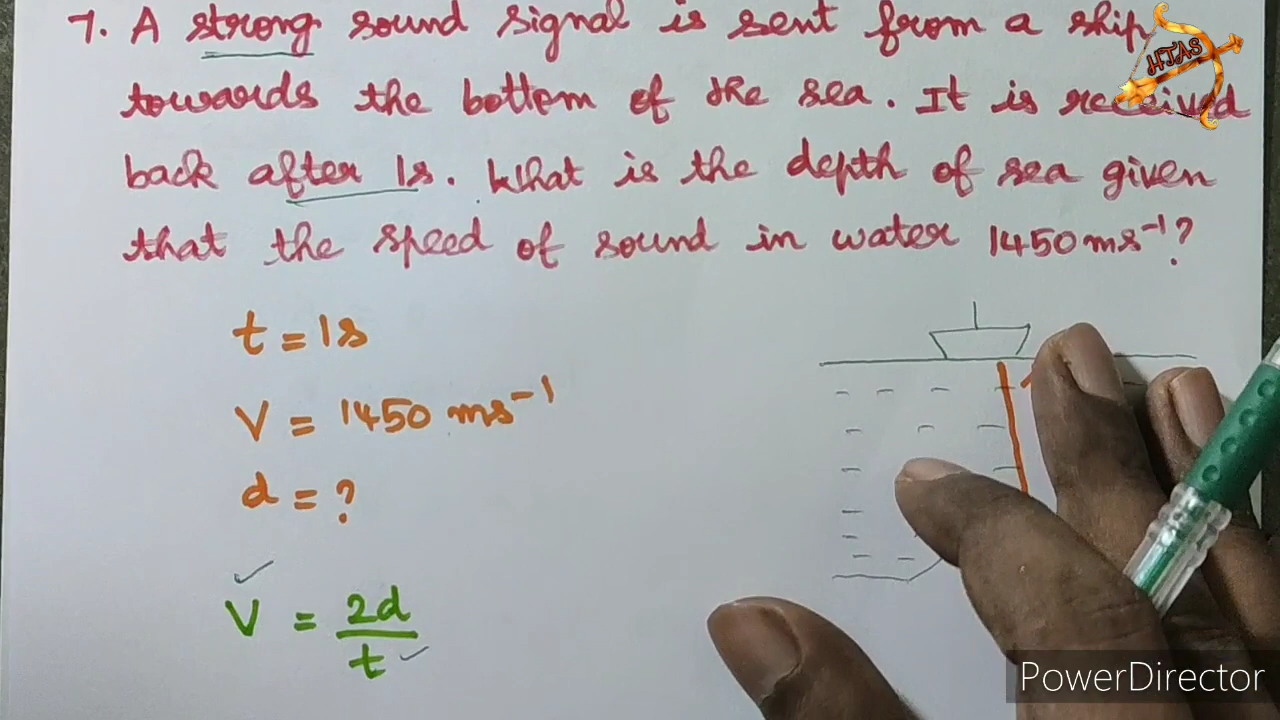 7. A strong sound signal is sent from a ship
HTAS
towards the bottom of the sea. It is received
back after 1s. What is the depth of sea given
that the speed of sound in water 1450 ms⁻¹?
t = 1s
V = 1450 ms⁻¹
d = ?
V = 2d/t
PowerDirector